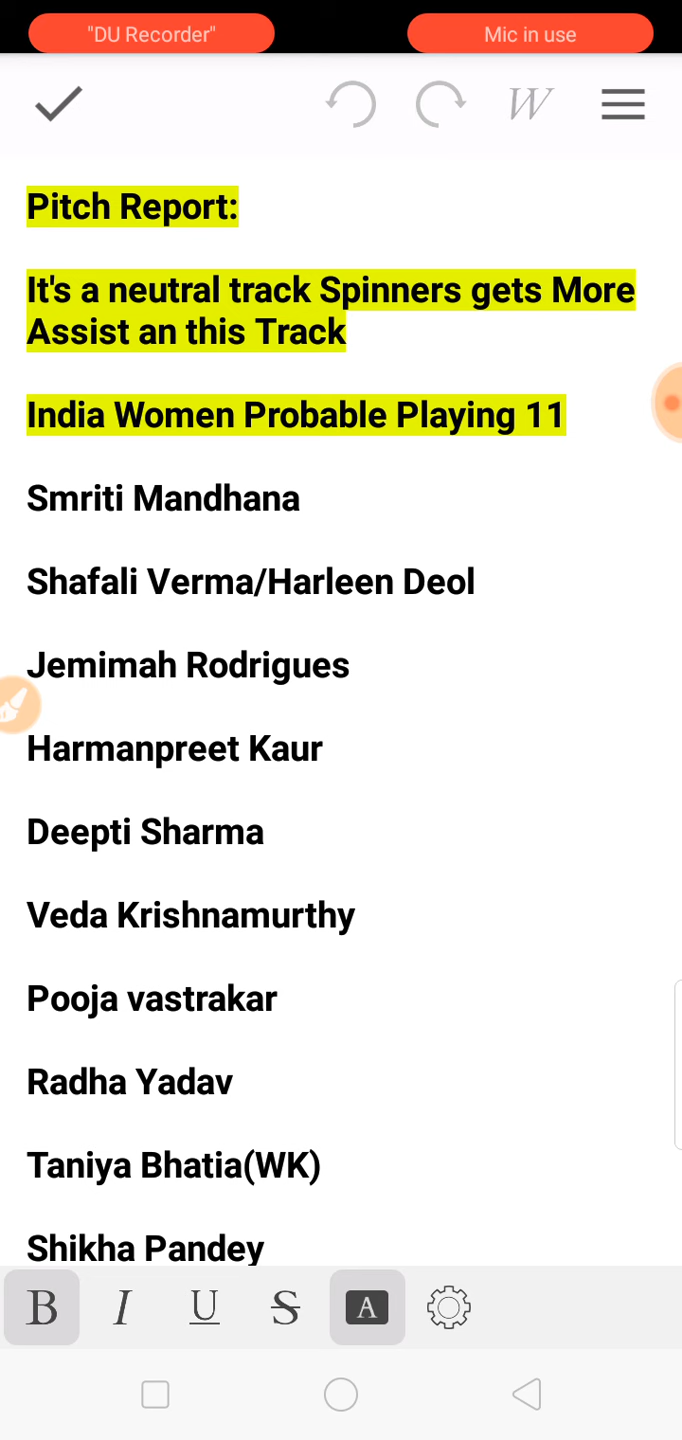 "DU Recorder" Mic in use
W
Pitch Report:
It's a neutral track Spinners gets More
Assist an this Track
India Women Probable Playing 11
Smriti Mandhana
Shafali Verma/Harleen Deol
Jemimah Rodrigues
Harmanpreet Kaur
Deepti Sharma
Veda Krishnamurthy
Pooja vastrakar
Radha Yadav
Taniya Bhatia(WK)
Shikha Pandey
B I U S A